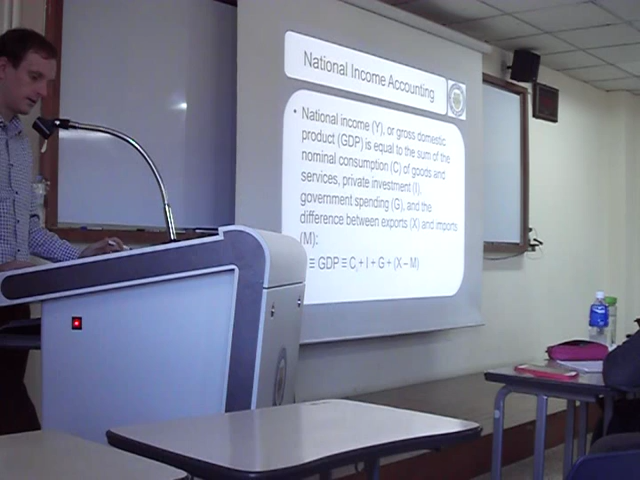 National Income Accounting
• National income (Y), or gross domestic
product (GDP) is equal to the sum of the
nominal consumption (C) of goods and
services, private investment (I),
government spending (G), and the
difference between exports (X) and imports
(M):
≡ GDP ≡ C + I + G + (X – M)